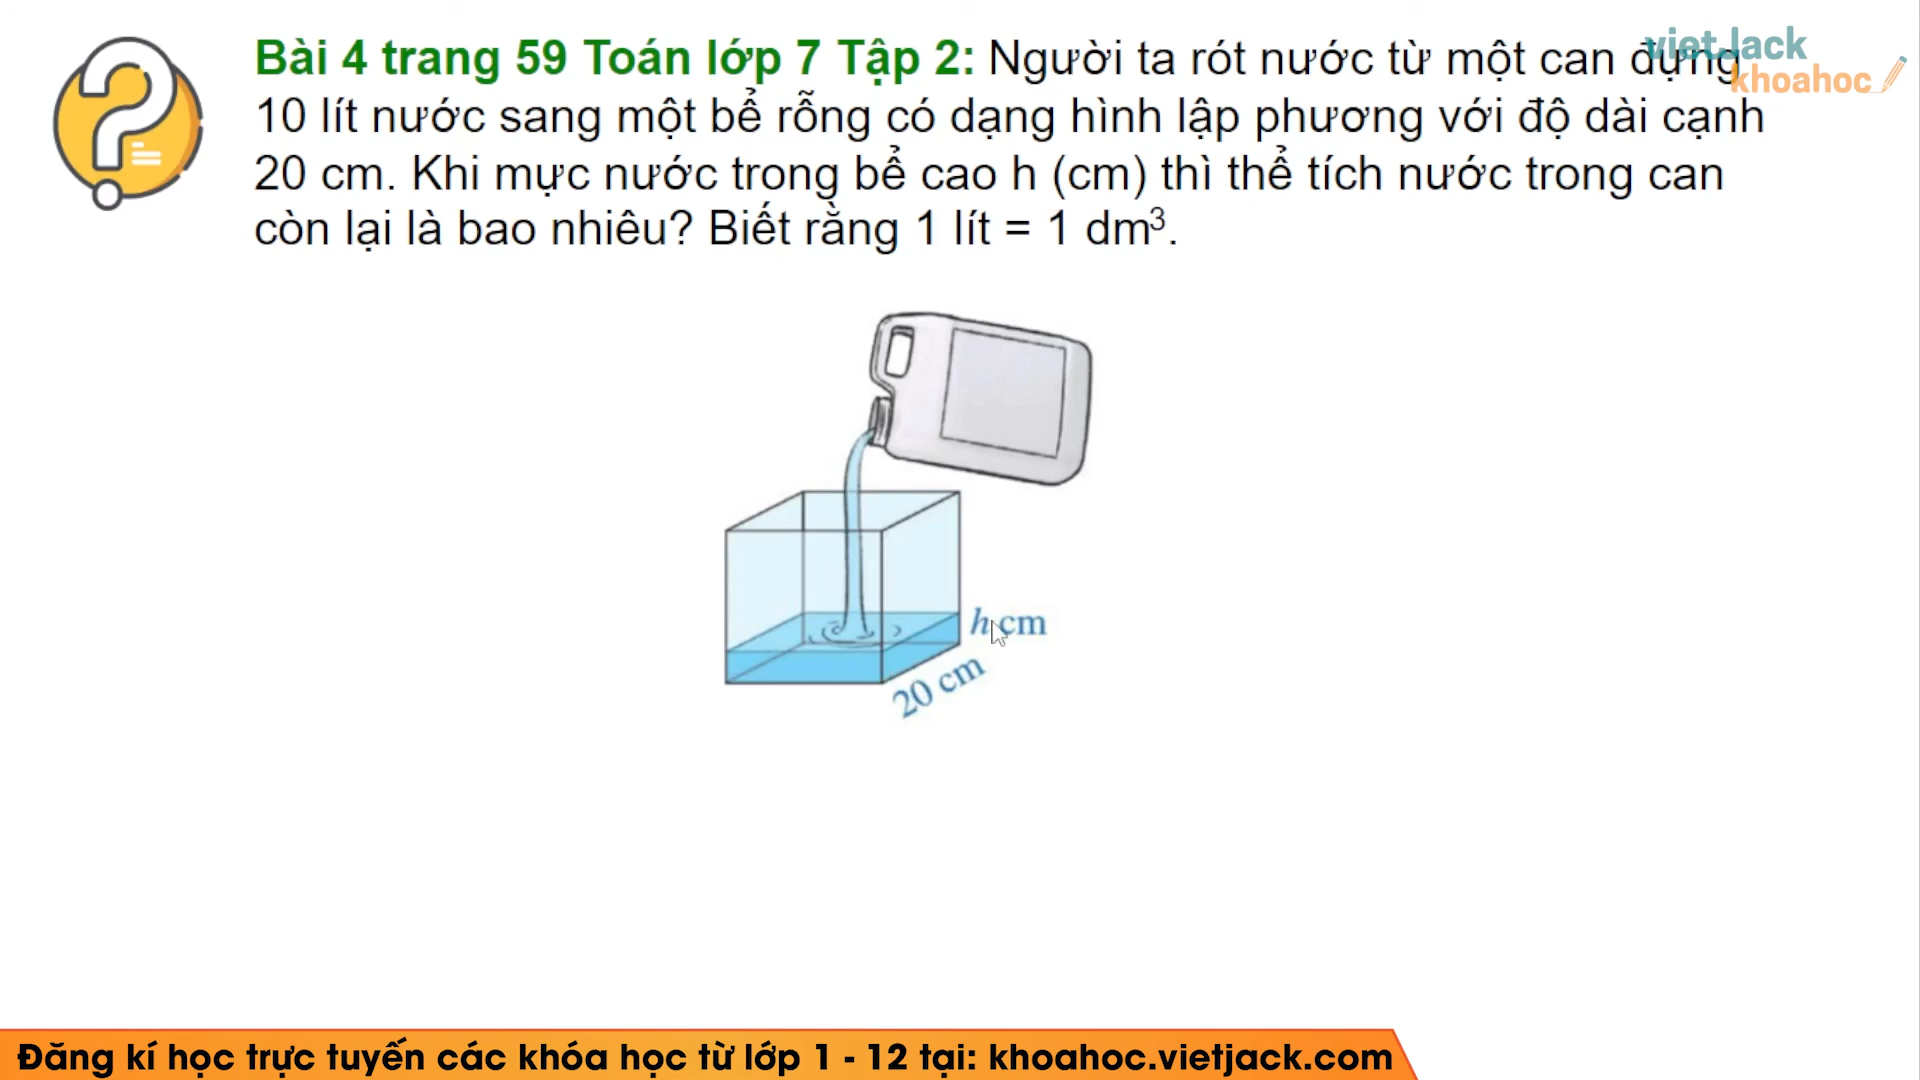 Bài 4 trang 59 Toán lớp 7 Tập 2: Người ta rót nước từ một can đựng
vietJack
khoahoc
10 lít nước sang một bể rỗng có dạng hình lập phương với độ dài cạnh
20 cm. Khi mực nước trong bể cao h (cm) thì thể tích nước trong can
còn lại là bao nhiêu? Biết rằng 1 lít = 1 dm³.
h cm
20 cm
Đăng kí học trực tuyến các khóa học từ lớp 1 - 12 tại: khoahoc.vietjack.com